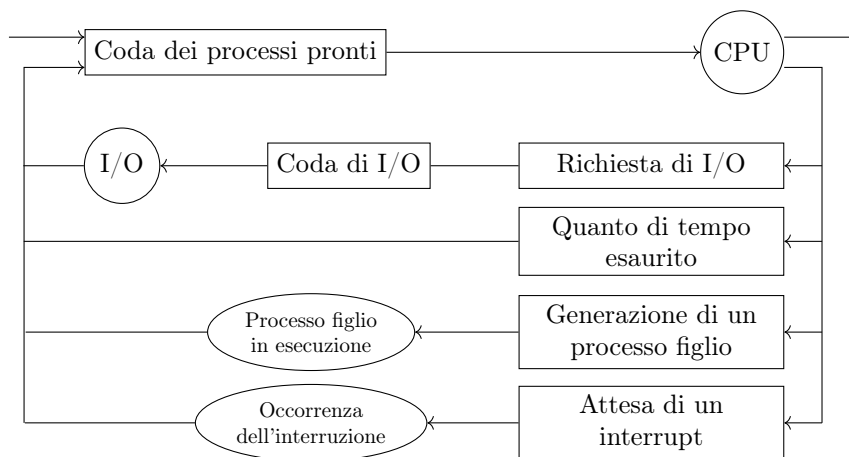 Coda dei processi pronti
CPU
I/O
Coda di I/O
Richiesta di I/O
Quanto di tempo
esaurito
Processo figlio
in esecuzione
Generazione di un
processo figlio
Occorrenza
dell'interruzione
Attesa di un
interrupt